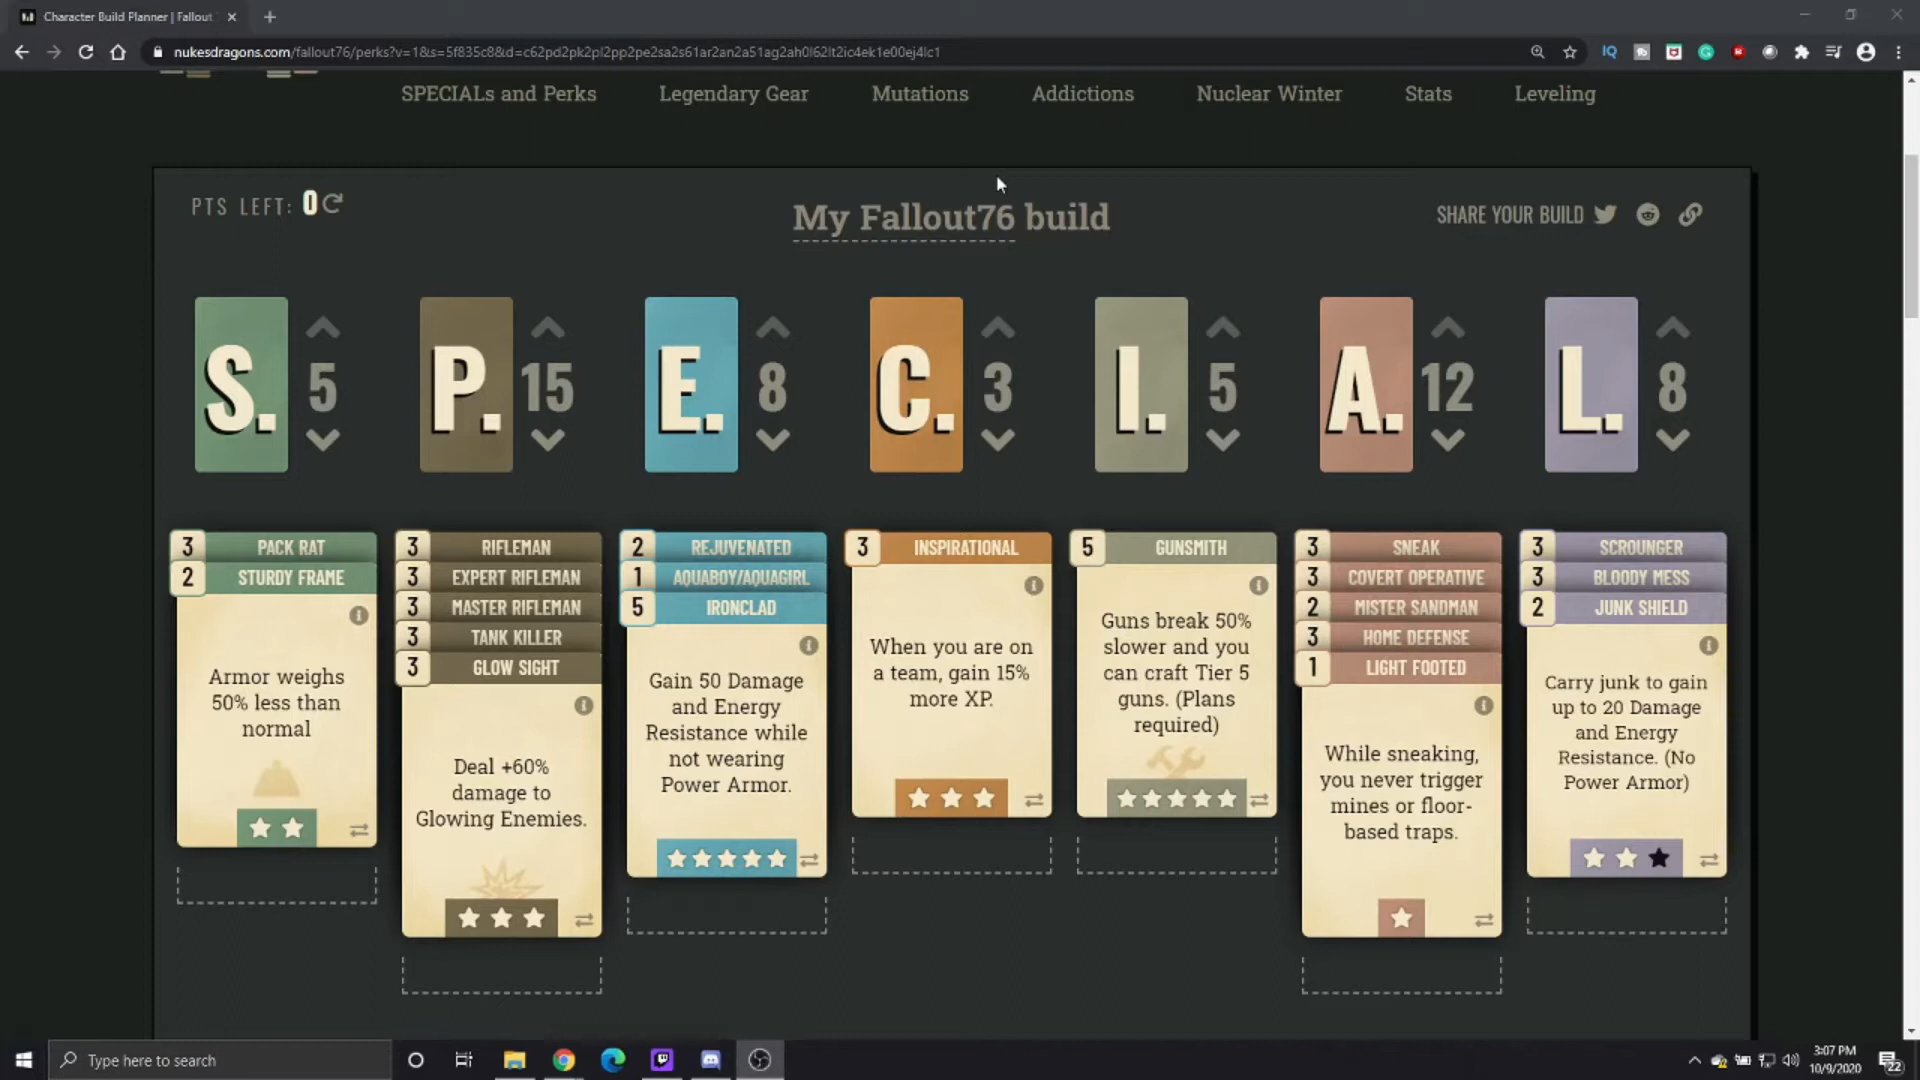 Character Build Planner | Fallout
nukesdragons.com/fallout76/perks?v=1&s=5f835c8&d=c62pd2pk2pl2pp2pe2sa2s61ar2an2a51ag2ah0l62lt2ic4ek1e00ej4lc1
SPECIALs and Perks
Legendary Gear
Mutations
Addictions
Nuclear Winter
Stats
Leveling
PTS LEFT: 0
My Fallout76 build
SHARE YOUR BUILD
S. 5
P. 15
E. 8
C. 3
I. 5
A. 12
L. 8
3 PACK RAT
2 STURDY FRAME
Armor weighs
50% less than
normal
3 RIFLEMAN
3 EXPERT RIFLEMAN
3 MASTER RIFLEMAN
3 TANK KILLER
3 GLOW SIGHT
Deal +60%
damage to
Glowing Enemies.
2 REJUVENATED
1 AQUABOY/AQUAGIRL
5 IRONCLAD
Gain 50 Damage
and Energy
Resistance while
not wearing
Power Armor.
3 INSPIRATIONAL
When you are on
a team, gain 15%
more XP.
5 GUNSMITH
Guns break 50%
slower and you
can craft Tier 5
guns. (Plans
required)
3 SNEAK
3 COVERT OPERATIVE
2 MISTER SANDMAN
3 HOME DEFENSE
1 LIGHT FOOTED
While sneaking,
you never trigger
mines or floor-
based traps.
3 SCROUNGER
3 BLOODY MESS
2 JUNK SHIELD
Carry junk to gain
up to 20 Damage
and Energy
Resistance. (No
Power Armor)
Type here to search
3:07 PM
10/9/2020
22